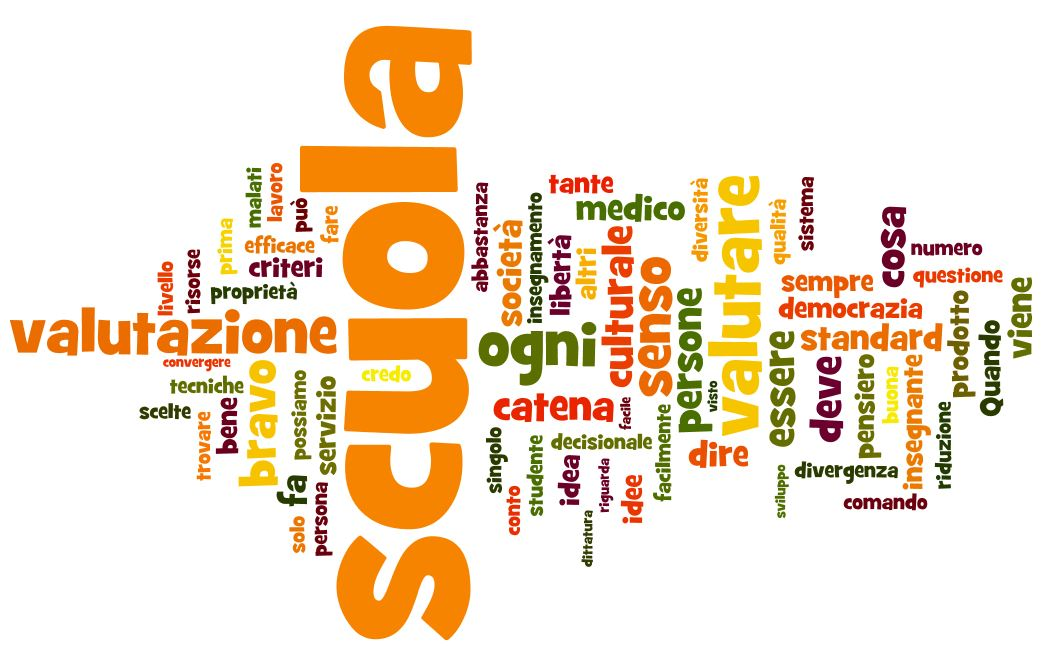 scuola
valutazione
malati
lavoro
può
fare
prima
efficace
criteri
livello
risorse
proprietà
convergere
tecniche
scelte
trovare
bene
bravo
possiamo
servizio
credo
fa
solo
persona
abbastanza
società
insegnamento
libertà
altri
tante
medico
culturale
senso
ogni
catena
facile
persone
visto
diversità
valutare
qualità
sistema
cosa
numero
sempre
questione
democrazia
standard
prodotto
Quando
viene
essere
deve
pensiero
buona
insegnante
riduzione
dire
divergenza
sviluppo
comando
singolo
conto
studente
decisionale
idea
riguarda
idee
facilmente
dittatura